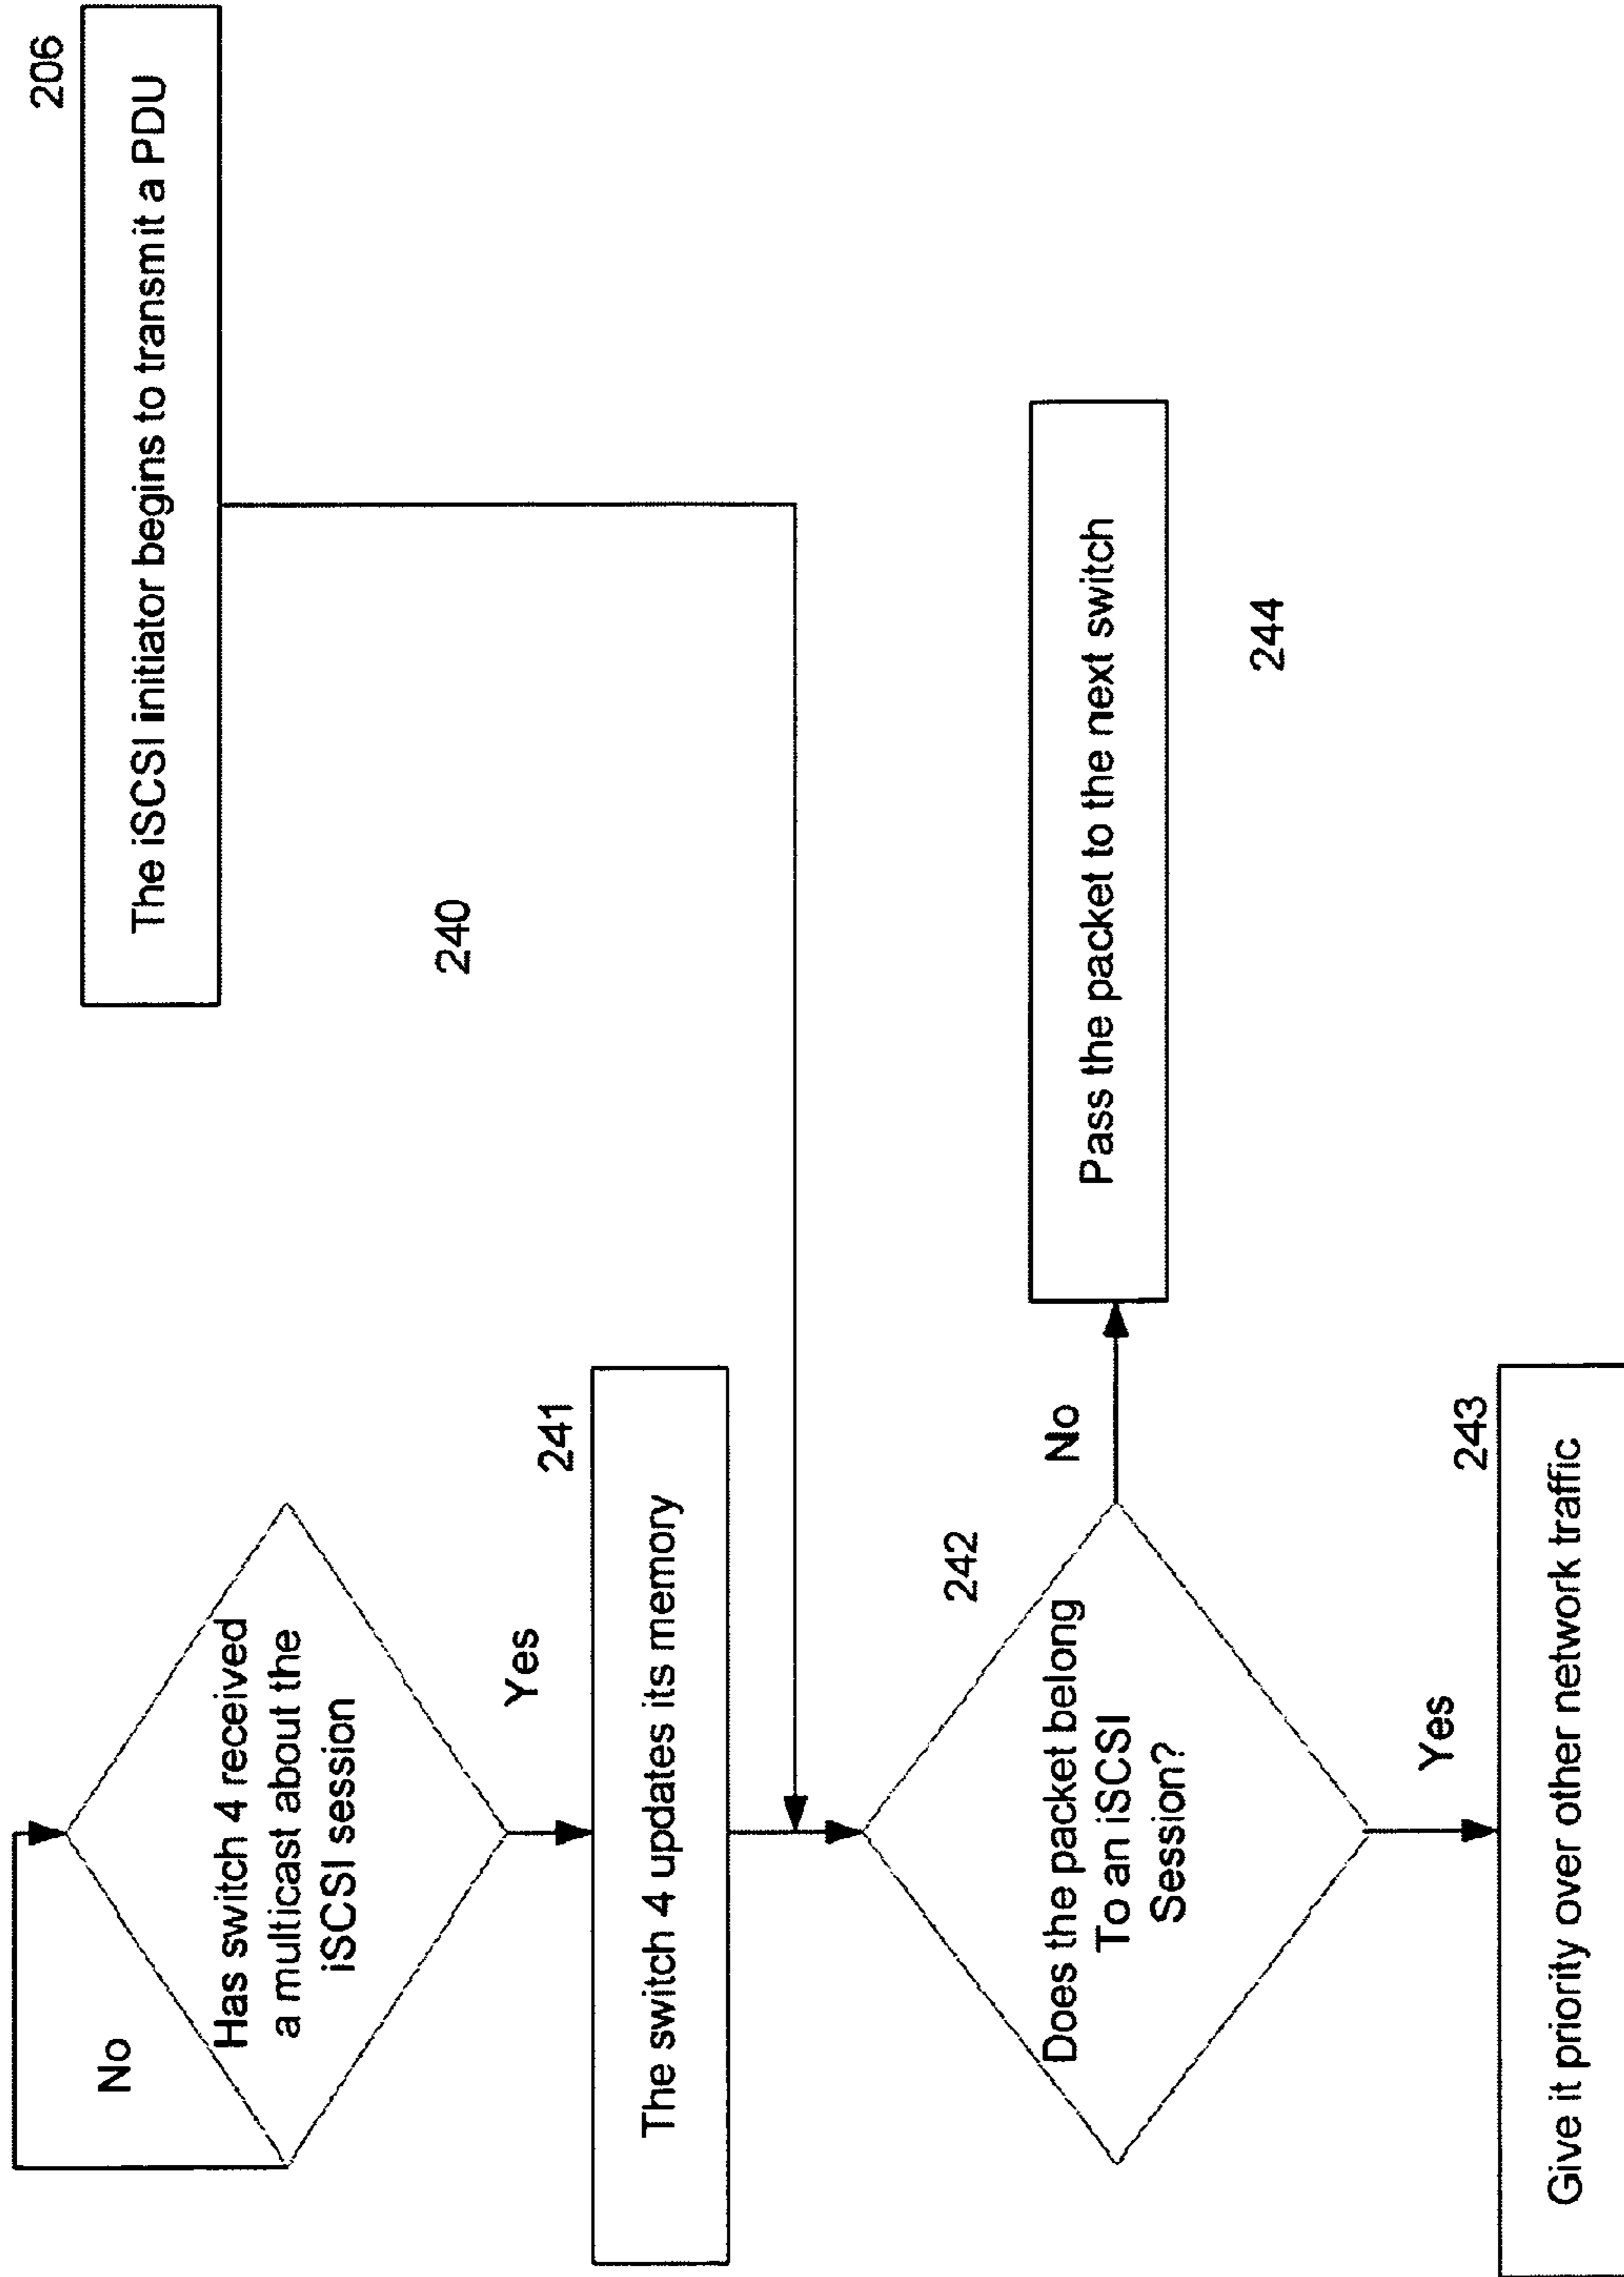 206
The iSCSI initiator begins to transmit a PDU
No
Has switch 4 received
a multicast about the
iSCSI session
Yes
240
241
The switch 4 updates its memory
242
Does the packet belong
To an iSCSI
Session?
No
Pass the packet to the next switch
244
Yes
243
Give it priority over other network traffic